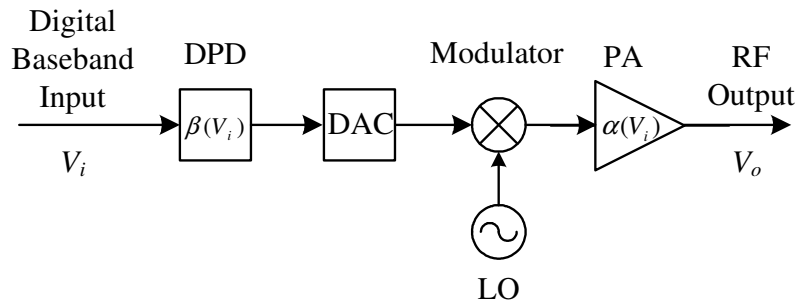 Digital
Baseband
Input
DPD
Modulator
PA
RF
Output
β(Vᵢ)
DAC
α(Vᵢ)
Vᵢ
Vₒ
LO